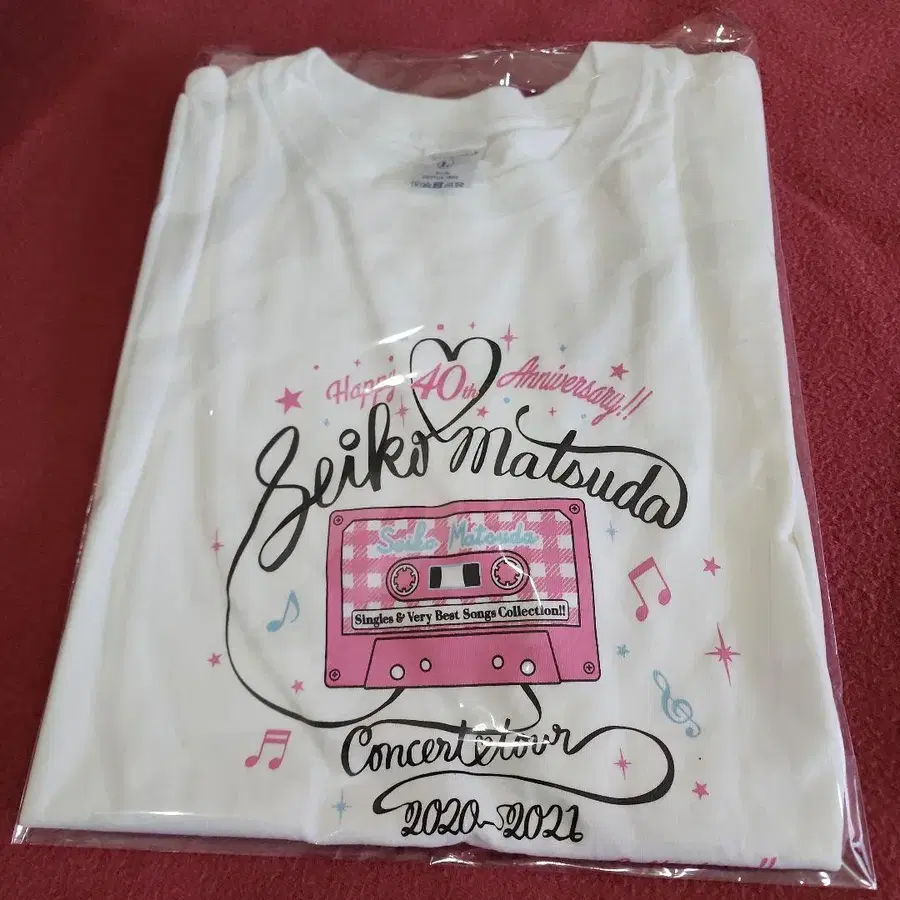 Happy 40th Anniversary!!
Seiko Matsuda
Seiko Matsuda
Singles & Very Best Songs Collection!!
Concert tour
2020~2021